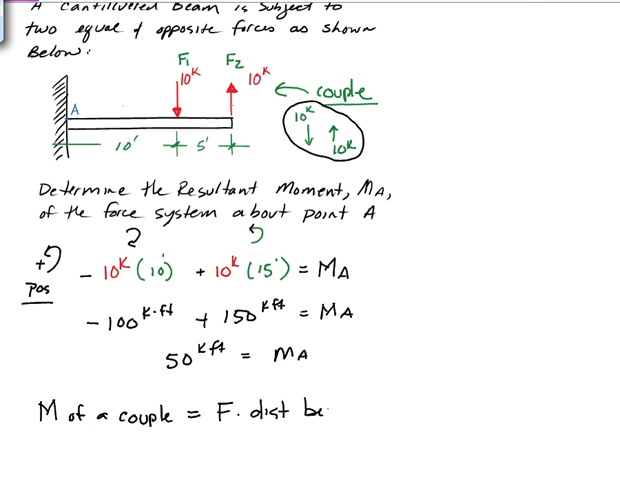 A Cantilivered Beam is Subject to
two equal & opposite forces as shown
Below:
F1 F2
10K 10K
couple
10K
10K
A
10' 5'
Determine the Resultant Moment, MA,
of the force system about point A
+
pos
- 10K (10') + 10K (15') = MA
-100 K·ft + 150 K ft = MA
50 K ft = MA
M of a couple = F. dist be